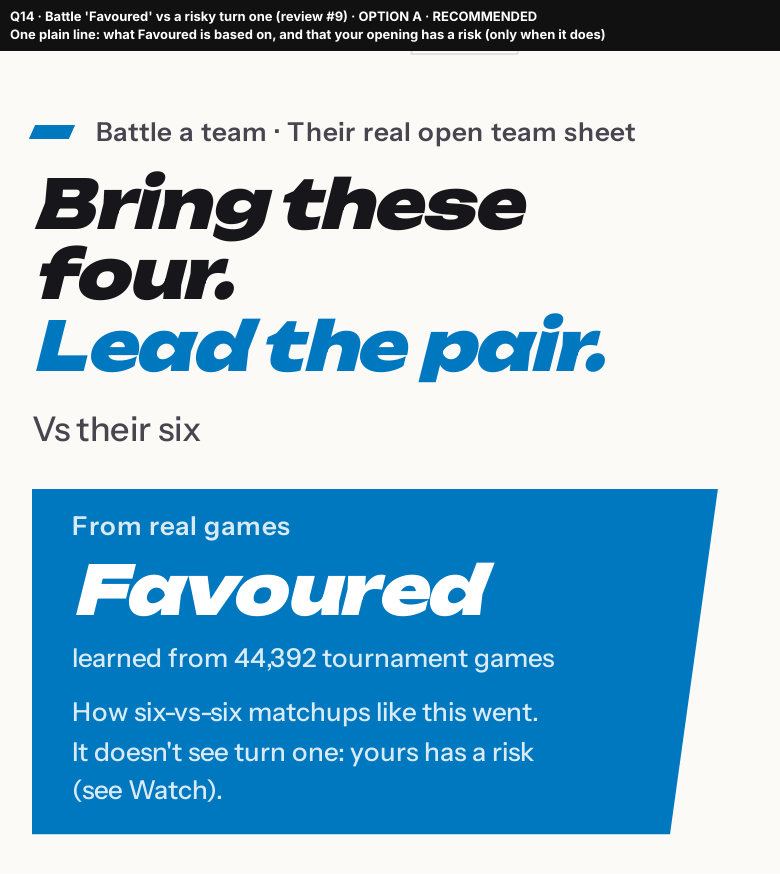 Q14 · Battle 'Favoured' vs a risky turn one (review #9) · OPTION A · RECOMMENDED
One plain line: what Favoured is based on, and that your opening has a risk (only when it does)
Battle a team · Their real open team sheet
Bring these
four.
Lead the pair.
Vs their six
From real games
Favoured
learned from 44,392 tournament games
How six-vs-six matchups like this went.
It doesn't see turn one: yours has a risk
(see Watch).